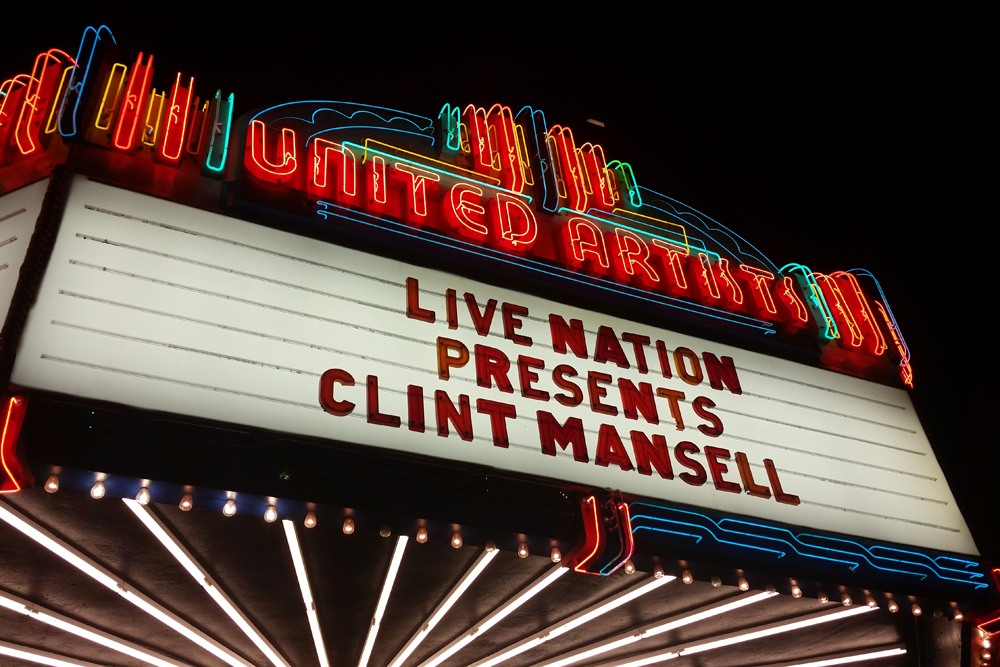 UNITED ARTISTS
LIVE NATION
PRESENTS
CLINT MANSELL